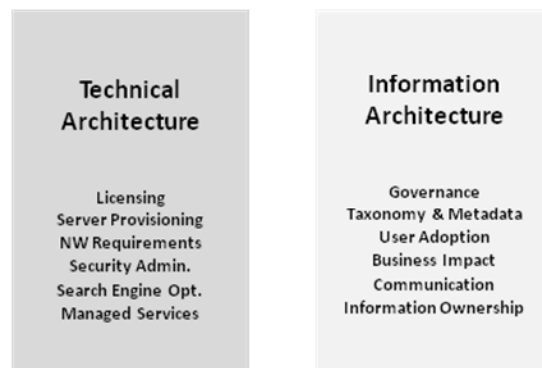 Technical
Architecture
Licensing
Server Provisioning
NW Requirements
Security Admin.
Search Engine Opt.
Managed Services
Information
Architecture
Governance
Taxonomy & Metadata
User Adoption
Business Impact
Communication
Information Ownership